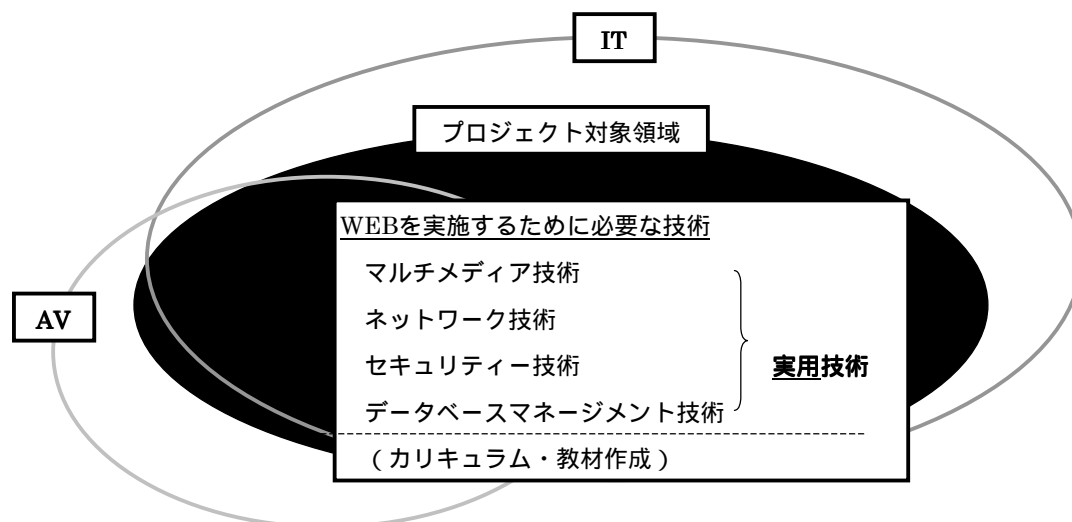 IT
プロジェクト対象領域
WEBを実施するために必要な技術
マルチメディア技術
ネットワーク技術
AV
セキュリティー技術
実用技術
データベースマネージメント技術
(カリキュラム・教材作成)